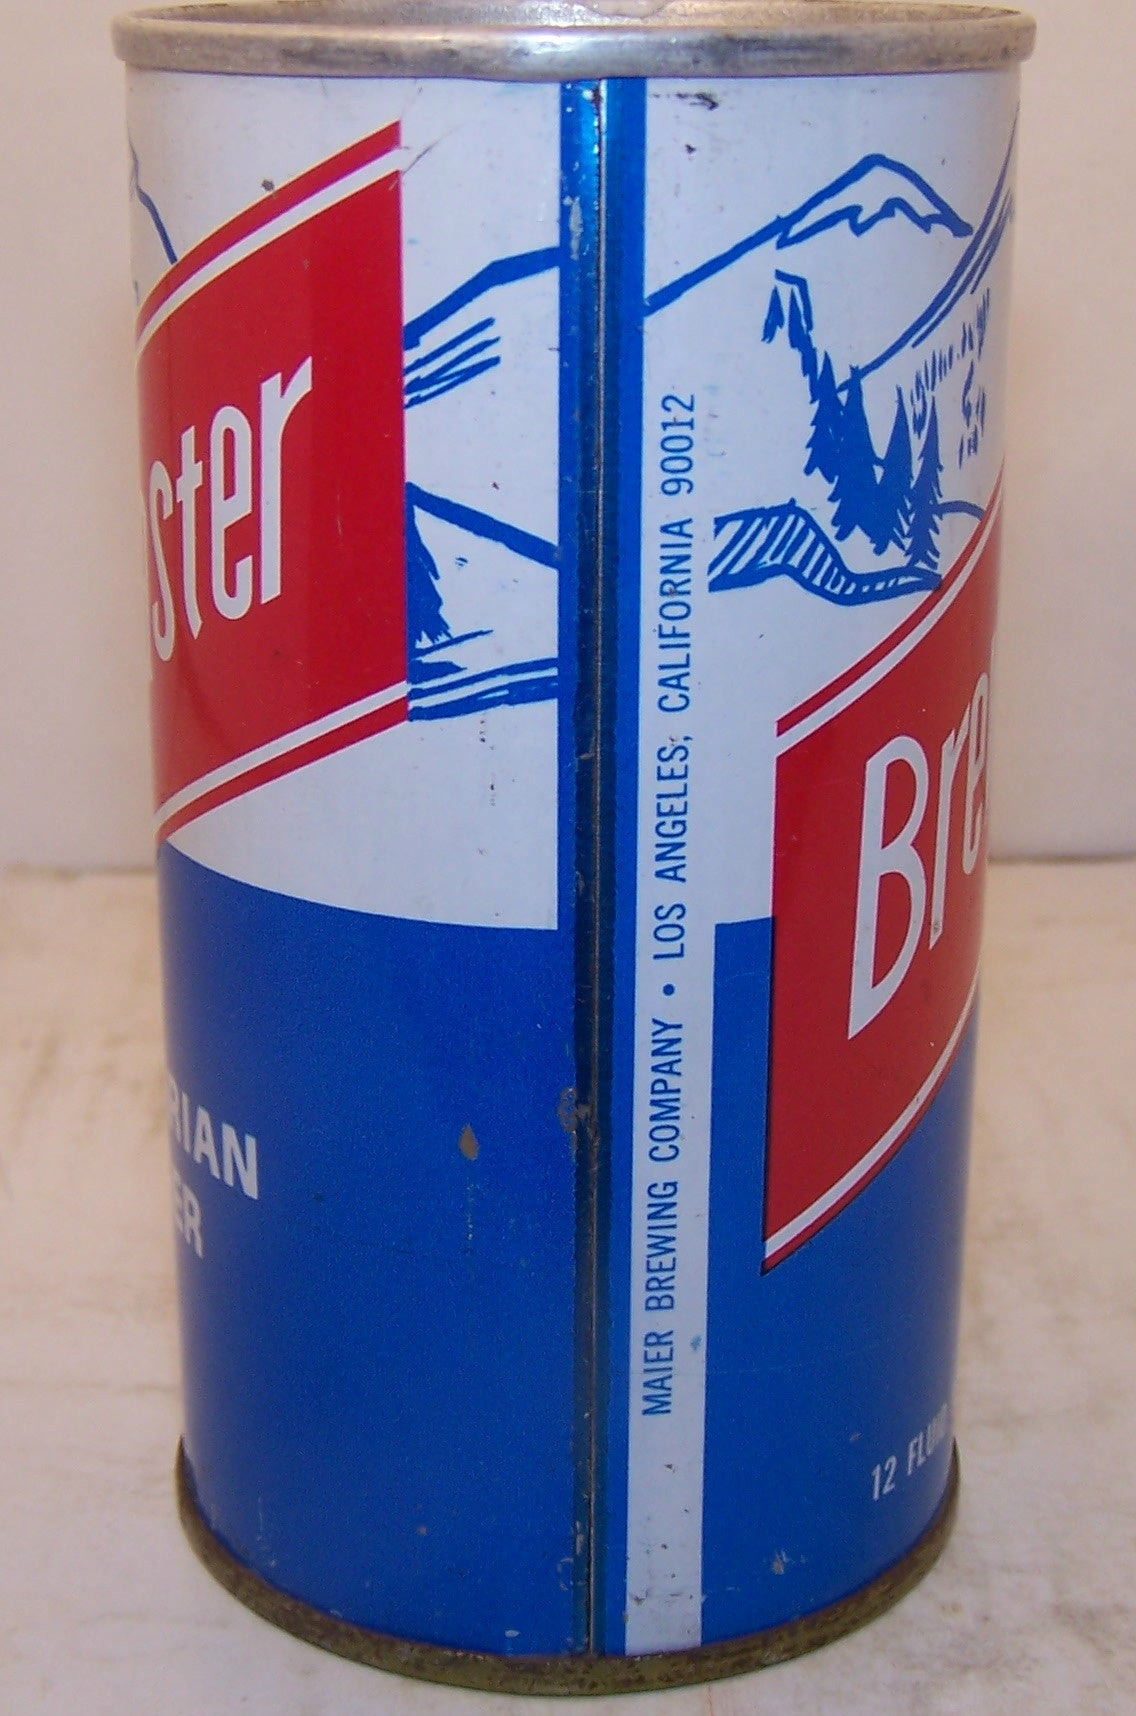 ster
RIAN
ER
MAIER BREWING COMPANY • LOS ANGELES, CALIFORNIA 90012
Bre
12 FLUID